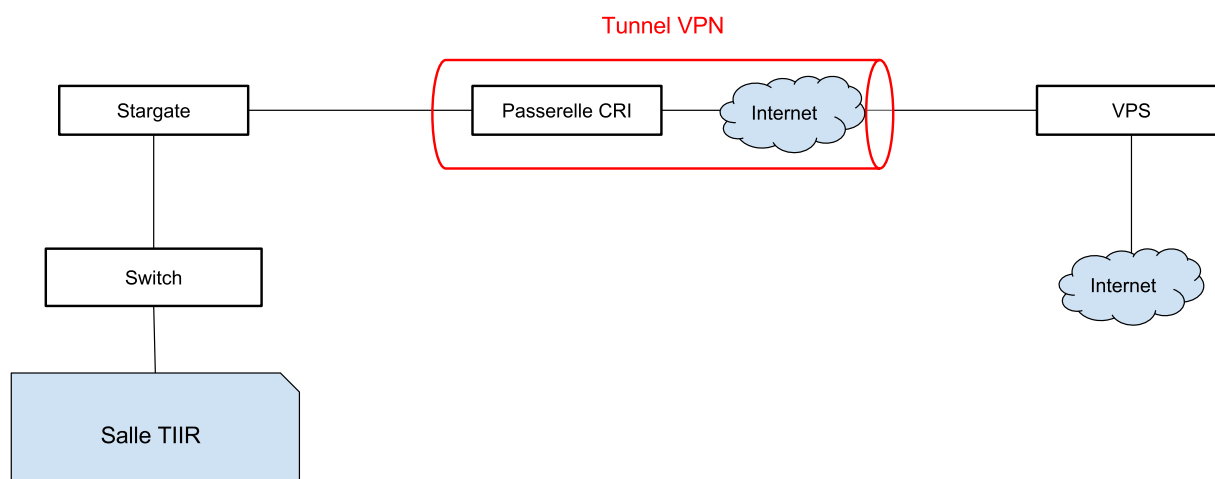 Tunnel VPN
Stargate
Passerelle CRI
Internet
VPS
Switch
Internet
Salle TIIR